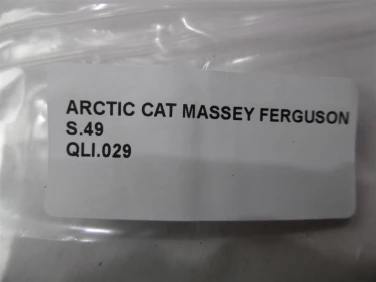 ARCTIC CAT MASSEY FERGUSON
S.49
QLI.029